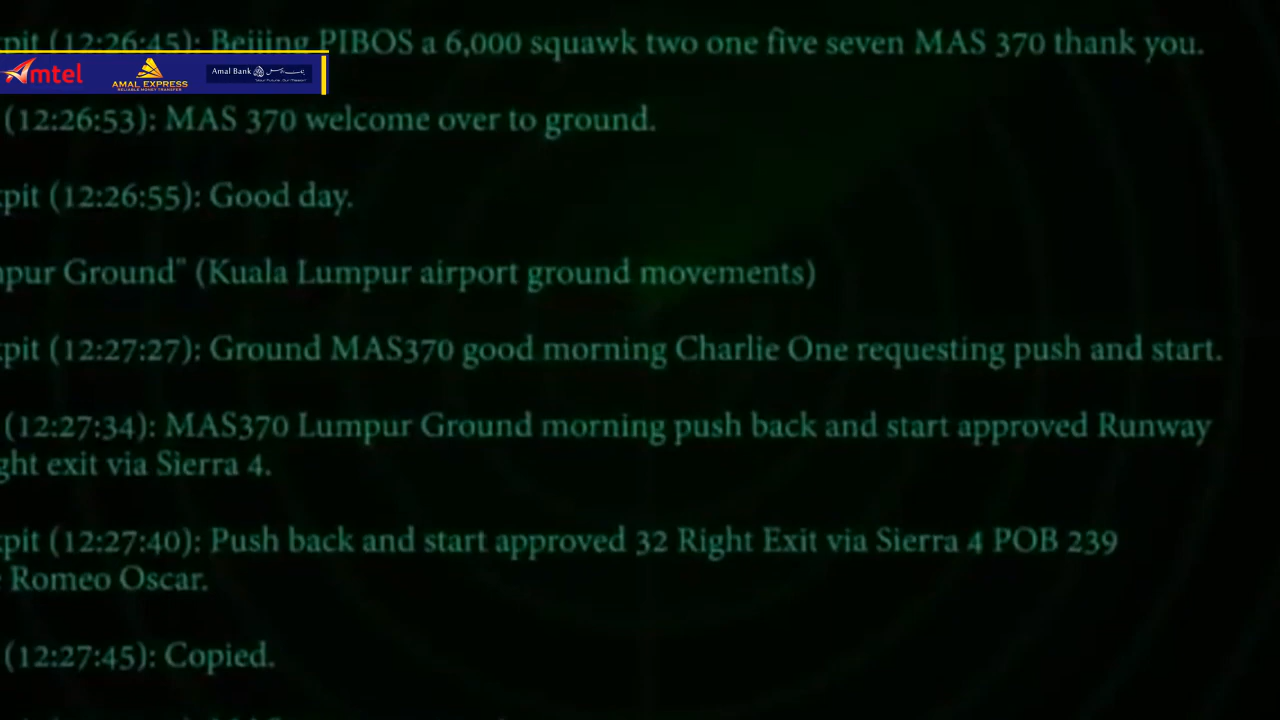 pit (12:26:45): Beijing PIBOS a 6,000 squawk two one five seven MAS 370 thank you.
mtel
AMAL EXPRESS
RELIABLE MONEY TRANSFER
Amal Bank
(12:26:53): MAS 370 welcome over to ground.
pit (12:26:55): Good day.
pur Ground" (Kuala Lumpur airport ground movements)
pit (12:27:27): Ground MAS370 good morning Charlie One requesting push and start.
(12:27:34): MAS370 Lumpur Ground morning push back and start approved Runway
ght exit via Sierra 4.
pit (12:27:40): Push back and start approved 32 Right Exit via Sierra 4 POB 239
Romeo Oscar.
(12:27:45): Copied.